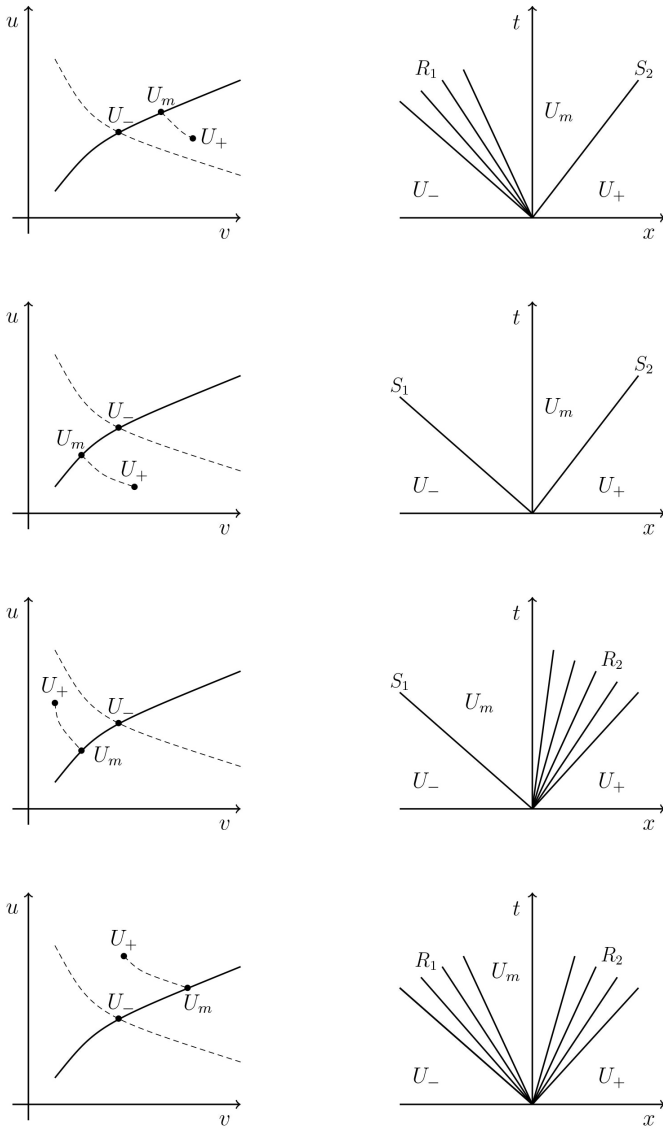 u
U_m
U_-
U_+
v
t
R_1
S_2
U_m
U_-
U_+
x
u
U_-
U_m
U_+
v
t
S_2
S_1
U_m
U_-
U_+
x
u
U_+
U_-
U_m
v
t
R_2
S_1
U_m
U_-
U_+
x
u
U_+
U_-
U_m
v
t
R_1
U_m
R_2
U_-
U_+
x